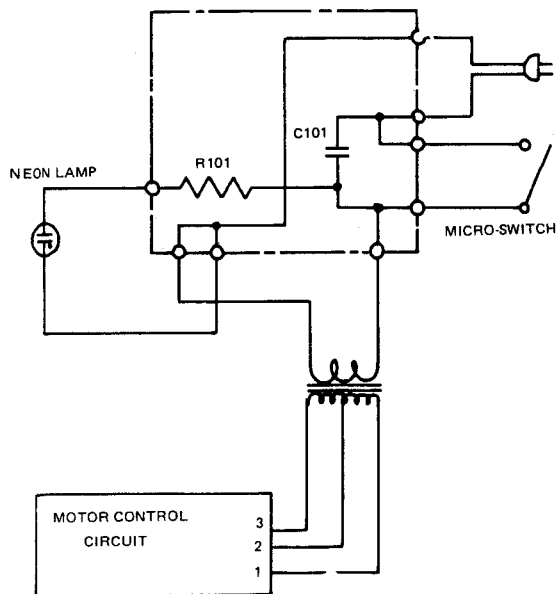 C101
R101
NEON LAMP
MICRO-SWITCH
MOTOR CONTROL
CIRCUIT
3
2
1